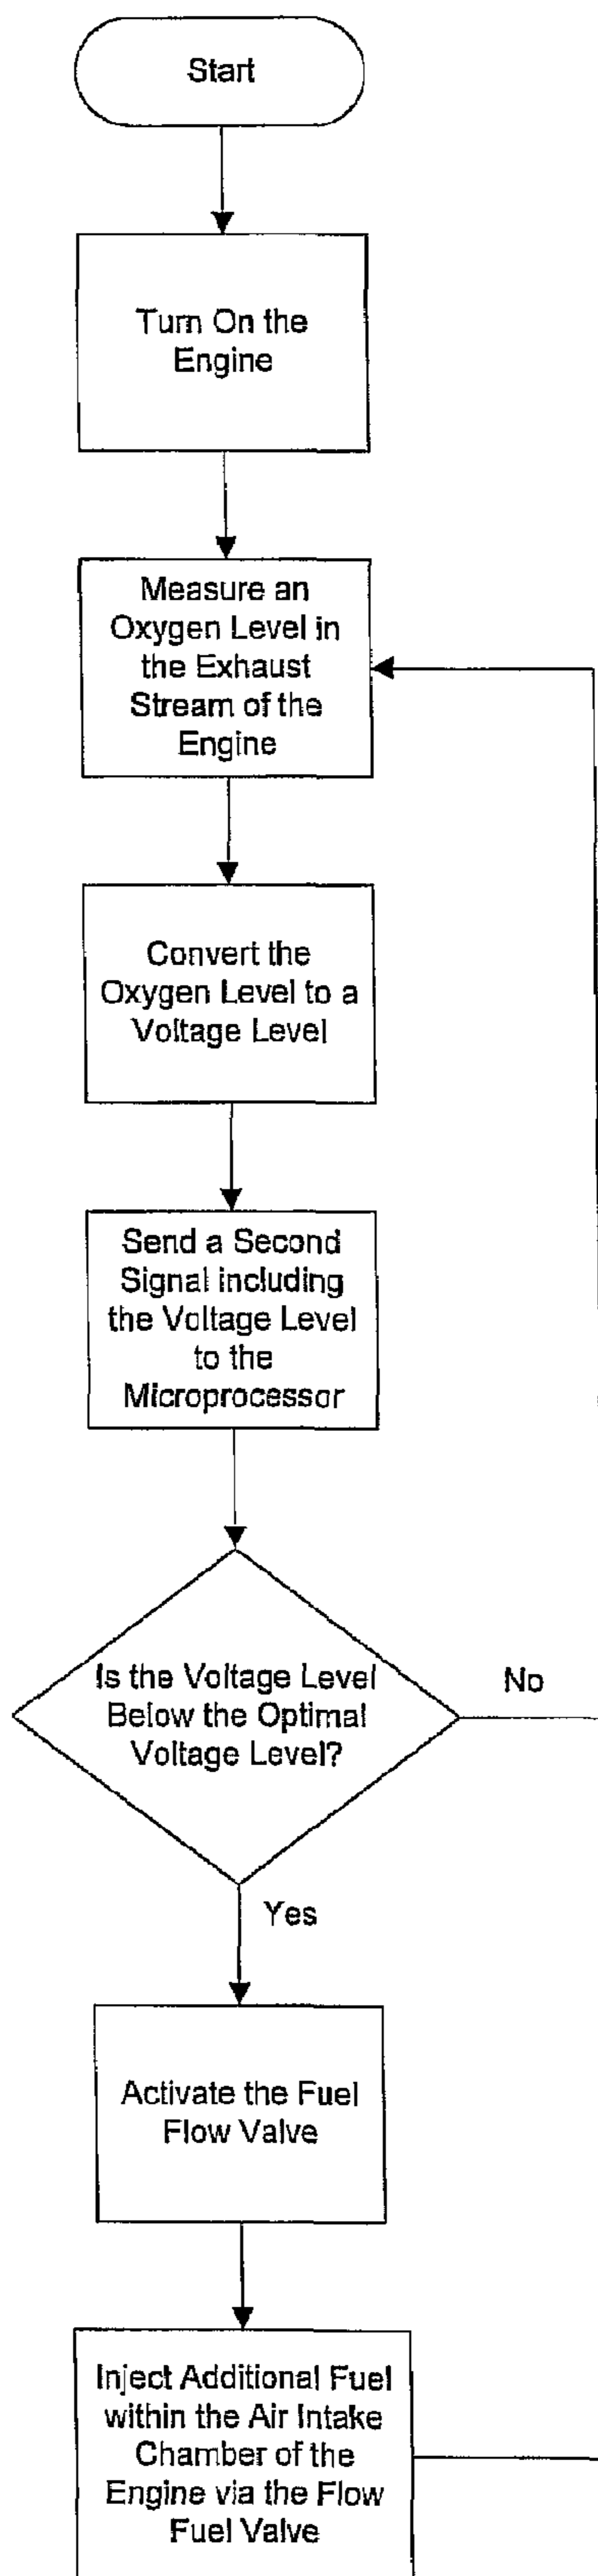 Start
Turn On the
Engine
Measure an
Oxygen Level in
the Exhaust
Stream of the
Engine
Convert the
Oxygen Level to a
Voltage Level
Send a Second
Signal including
the Voltage Level
to the
Microprocessor
Is the Voltage Level
Below the Optimal
Voltage Level?
No
Yes
Activate the Fuel
Flow Valve
Inject Additional Fuel
within the Air Intake
Chamber of the
Engine via the Flow
Fuel Valve